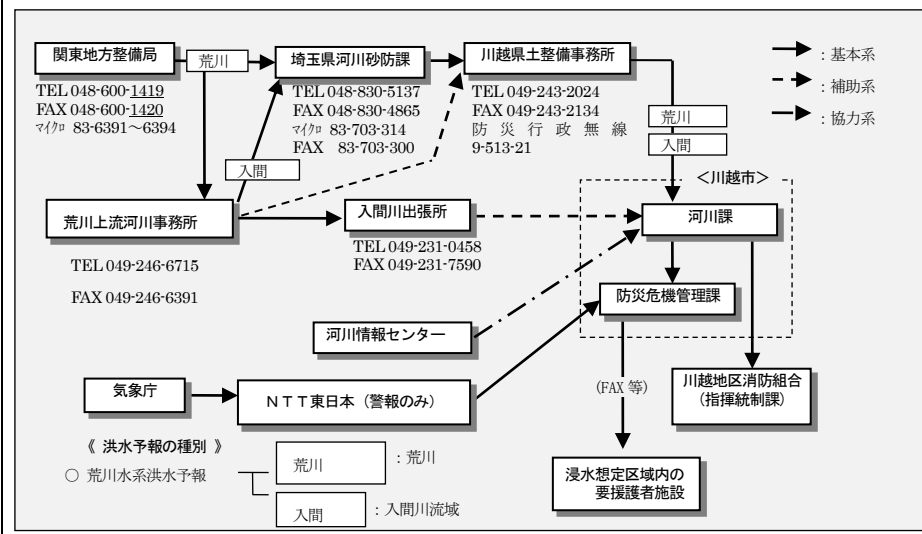 関東地方整備局
荒川
埼玉県河川砂防課
川越県土整備事務所
：基本系
TEL 048-600-1419
FAX 048-600-1420
ﾏｲｸﾛ 83-6391～6394
TEL 048-830-5137
FAX 048-830-4865
ﾏｲｸﾛ 83-703-314
FAX 83-703-300
TEL 049-243-2024
FAX 049-243-2134
防災行政無線
9-513-21
：補助系
：協力系
荒川
入間
入間
＜川越市＞
荒川上流河川事務所
入間川出張所
河川課
TEL 049-246-6715
FAX 049-246-6391
TEL 049-231-0458
FAX 049-231-7590
防災危機管理課
河川情報センター
気象庁
ＮＴＴ東日本（警報のみ）
(FAX 等)
川越地区消防組合
（指揮統制課）
《 洪水予報の種別 》
○ 荒川水系洪水予報
荒川
：荒川
入間
：入間川流域
浸水想定区域内の
要援護者施設